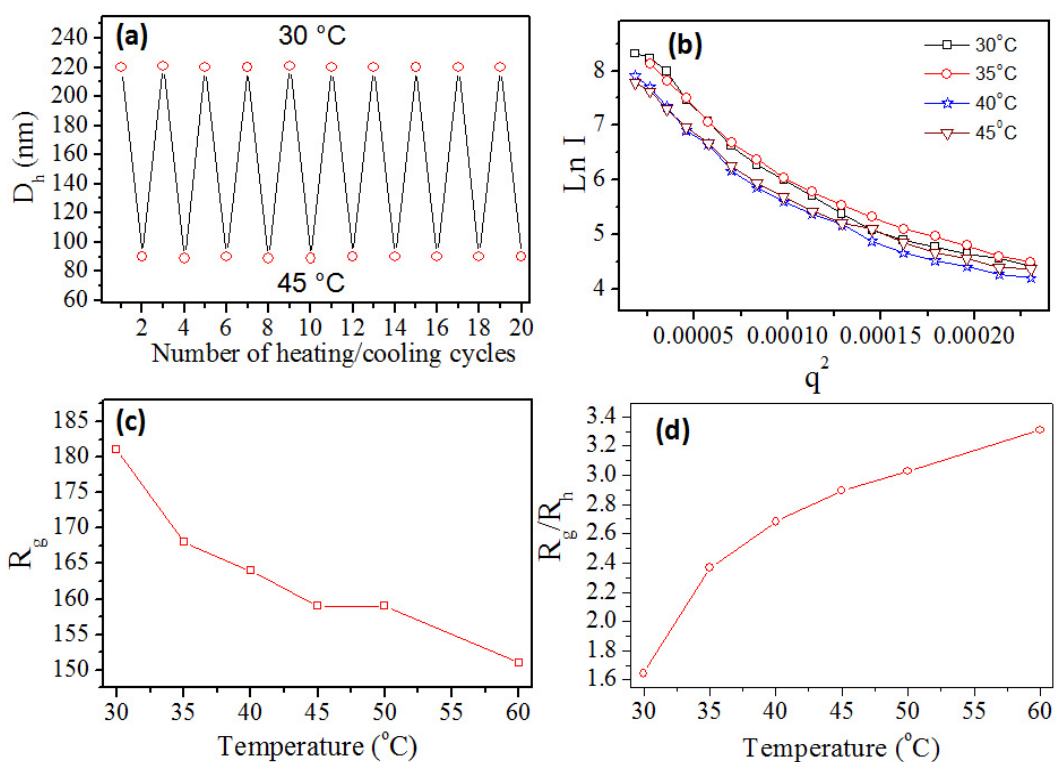 (a)
30 °C
45 °C
D_h (nm)
240
220
200
180
160
140
120
100
80
60
2 4 6 8 10 12 14 16 18 20
Number of heating/cooling cycles
(b)
30°C
35°C
40°C
45°C
Ln I
8
7
6
5
4
0.00005 0.00010 0.00015 0.00020
q²
(c)
R_g
185
180
175
170
165
160
155
150
30 35 40 45 50 55 60
Temperature (°C)
(d)
R_g/R_h
3.4
3.2
3.0
2.8
2.6
2.4
2.2
2.0
1.8
1.6
30 35 40 45 50 55 60
Temperature (°C)